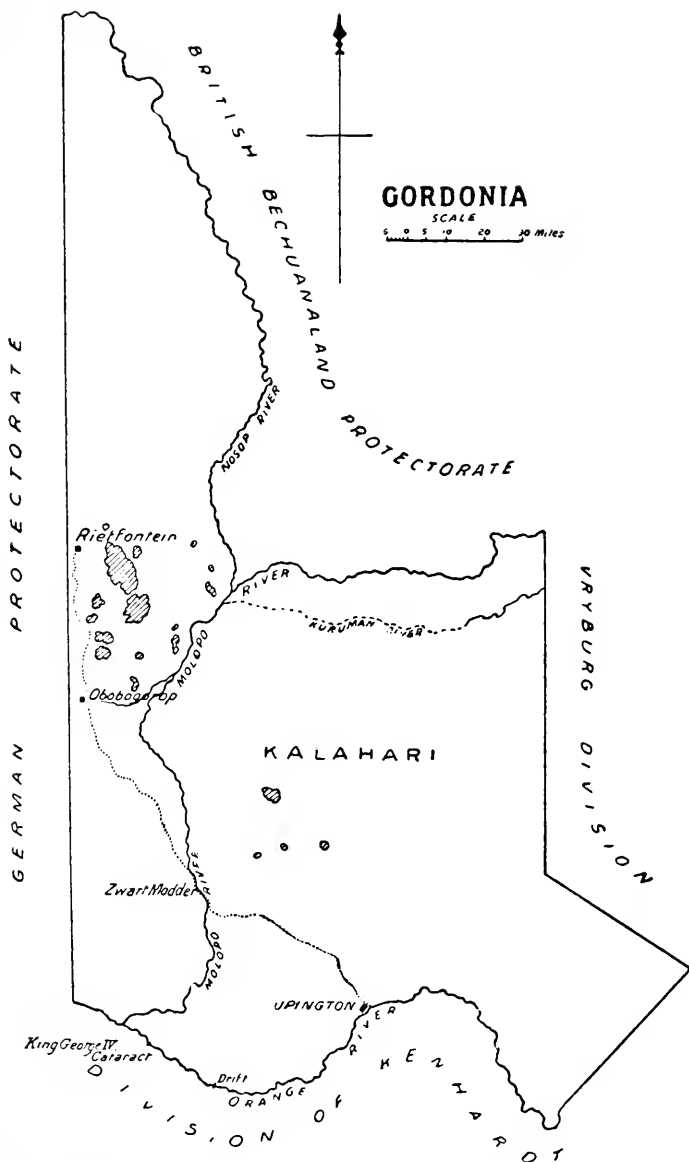 BRITISH BECHUANALAND PROTECTORATE
GORDONIA
SCALE
5 0 5 10 20 30 Miles
GERMAN PROTECTORATE
NOSOP RIVER
Rietfontein
RIVER
KURUMAN RIVER
MOLOPO
VRYBURG DIVISION
Obobogorop
KALAHARI
Zwart Modder
RIVER
MOLOPO
UPINGTON
King George IV.
Cataract
Drift
ORANGE RIVER
DIVISION OF KENHARDT